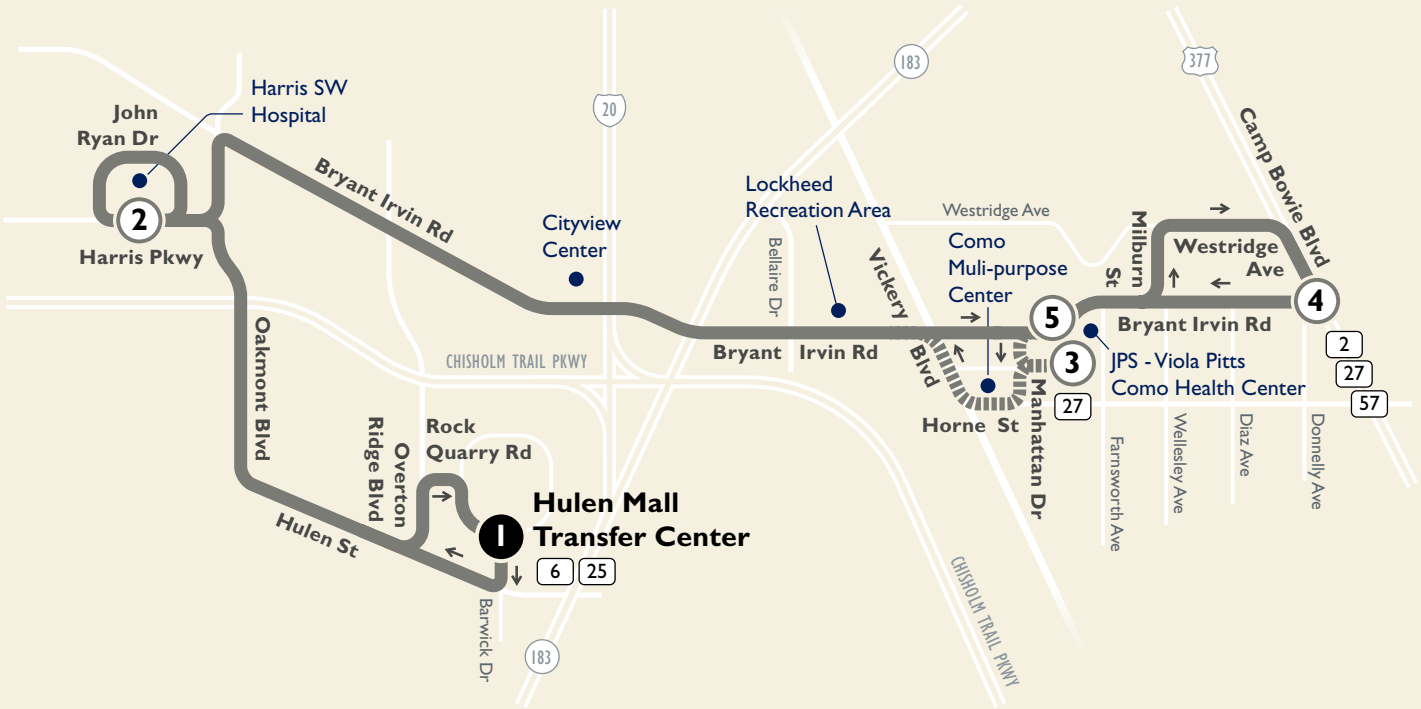 377
183
Harris SW
Hospital
John
Ryan Dr
20
Camp Bowie Blvd
Bryant Irvin Rd
Lockheed
Recreation Area
Westridge Ave
Cityview
Center
Bellaire Dr
Vickery
Blvd
Como
Muli-purpose
Center
Milburn
St
Westridge
Ave
2
Harris Pkwy
5
4
Bryant Irvin Rd
Bryant Irvin Rd
Oakmont Blvd
CHISHOLM TRAIL PKWY
3
JPS - Viola Pitts
Como Health Center
2
27
57
27
Manhattan Dr
Horne St
Farnsworth Ave
Wellesley Ave
Diaz Ave
Donnelly Ave
Overton
Ridge Blvd
Rock
Quarry Rd
Hulen St
1
Hulen Mall
Transfer Center
6
25
Barwick Dr
183
CHISHOLM TRAIL PKWY